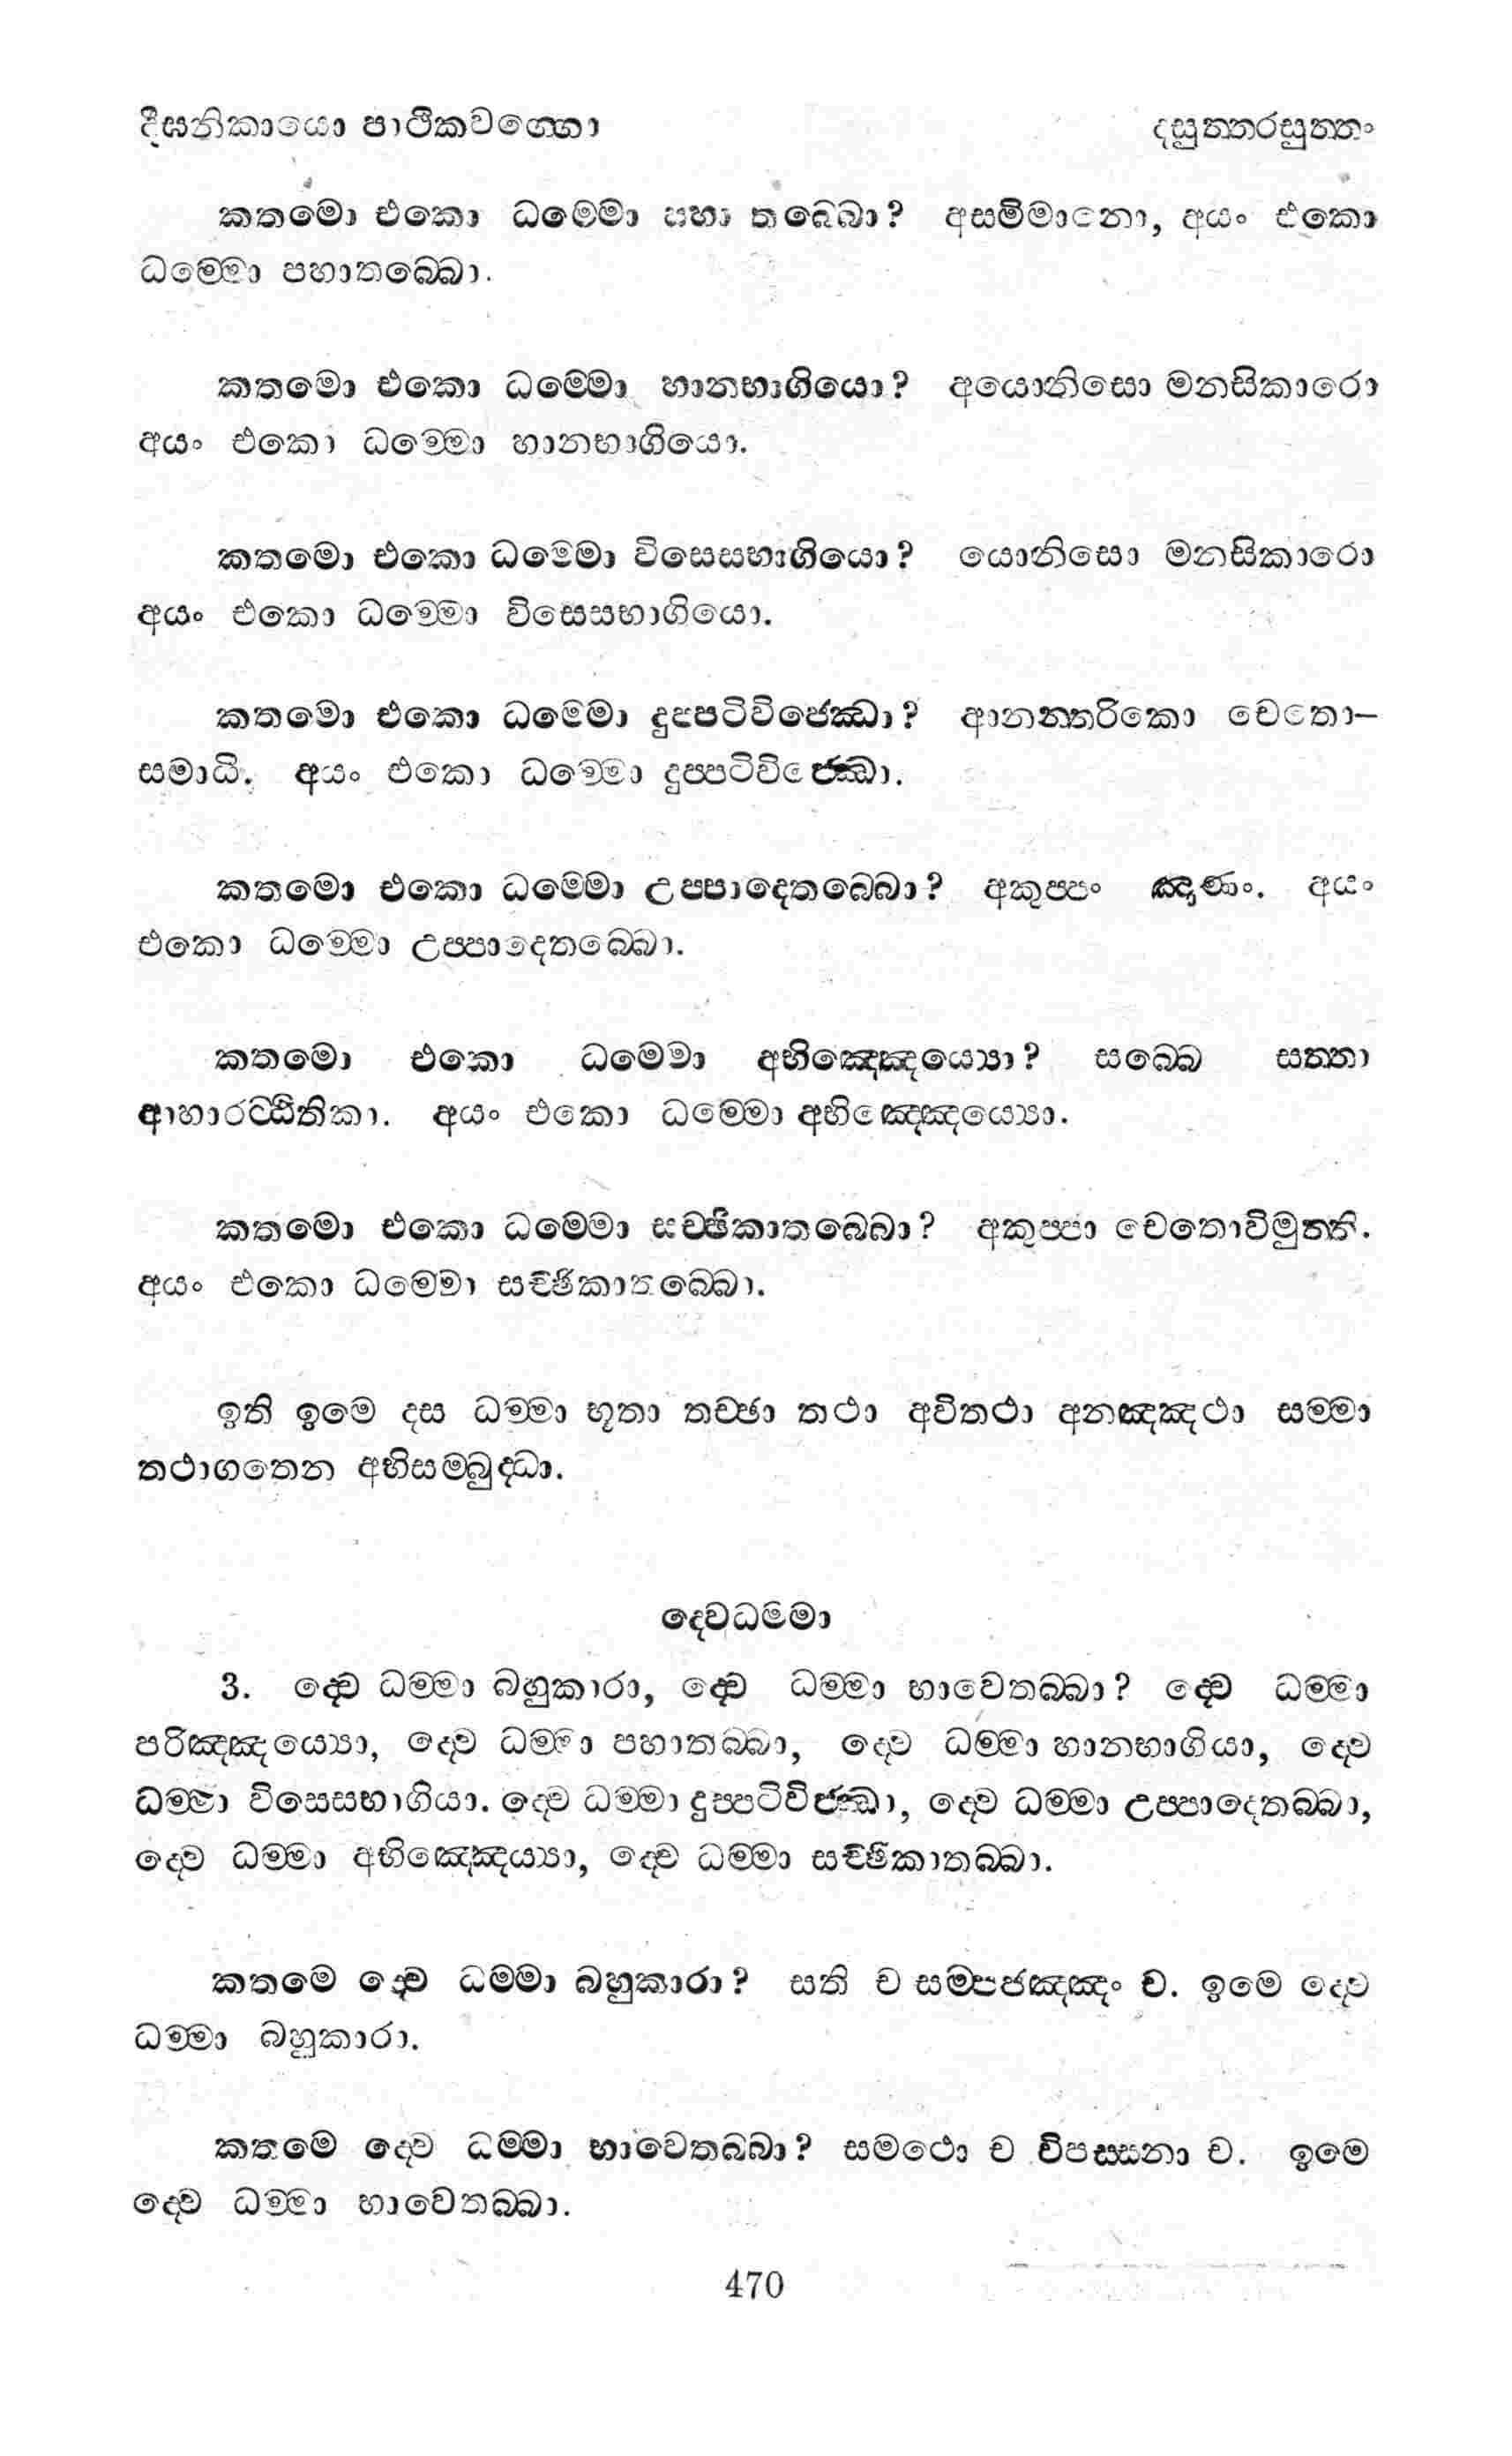 දීඝනිකායො පාථිකවග්ගො දසුත්තරසුත්තං
කතමො එකො ධම්මො පහා තබ්බො? අස්මිමානො, අයං එකො
ධම්මො පහාතබ්බො.
කතමො එකො ධම්මො හානභාගියො? අයොනිසො මනසිකාරො
අයං එකො ධම්මො හානභාගියො.
කතමො එකො ධම්මො විසෙසභාගියො? යොනිසො මනසිකාරො
අයං එකො ධම්මො විසෙසභාගියො.
කතමො එකො ධම්මො දුප්පටිවිජ්ඣො? ආනන්තරිකො චෙතො–
සමාධි. අයං එකො ධම්මො දුප්පටිවිජ්ඣො.
කතමො එකො ධම්මො උප්පාදෙතබ්බො? අකුප්පං ඤාණං. අයං
එකො ධම්මො උප්පාදෙතබ්බො.
කතමො එකො ධම්මො අභිඤ්ඤෙය්‍යො? සබ්බෙ සත්තා
ආහාරට්ඨිතිකා. අයං එකො ධම්මො අභිඤ්ඤෙය්‍යො.
කතමො එකො ධම්මො සච්ඡිකාතබ්බො? අකුප්පා චෙතොවිමුත්ති.
අයං එකො ධම්මො සච්ඡිකාතබ්බො.
ඉති ඉමෙ දස ධම්මා භූතා තච්ඡා තථා අවිතථා අනඤ්ඤථා සම්මා
තථාගතෙන අභිසම්බුද්ධා.
ද්වෙධම්මා
3. ද්වෙ ධම්මා බහුකාරා, ද්වෙ ධම්මා භාවෙතබ්බා? ද්වෙ ධම්මා
පරිඤ්ඤෙය්‍යා, ද්වෙ ධම්මා පහාතබ්බා, ද්වෙ ධම්මා හානභාගියා, ද්වෙ
ධම්මා විසෙසභාගියා. ද්වෙ ධම්මා දුප්පටිවිජ්ඣා, ද්වෙ ධම්මා උප්පාදෙතබ්බා,
ද්වෙ ධම්මා අභිඤ්ඤෙය්‍යා, ද්වෙ ධම්මා සච්ඡිකාතබ්බා.
කතමෙ ද්වෙ ධම්මා බහුකාරා? සති ච සම්පජඤ්ඤං ච. ඉමෙ ද්වෙ
ධම්මා බහුකාරා.
කතමෙ ද්වෙ ධම්මා භාවෙතබ්බා? සමථො ච විපස්සනා ච. ඉමෙ
ද්වෙ ධම්මා භාවෙතබ්බා.
470